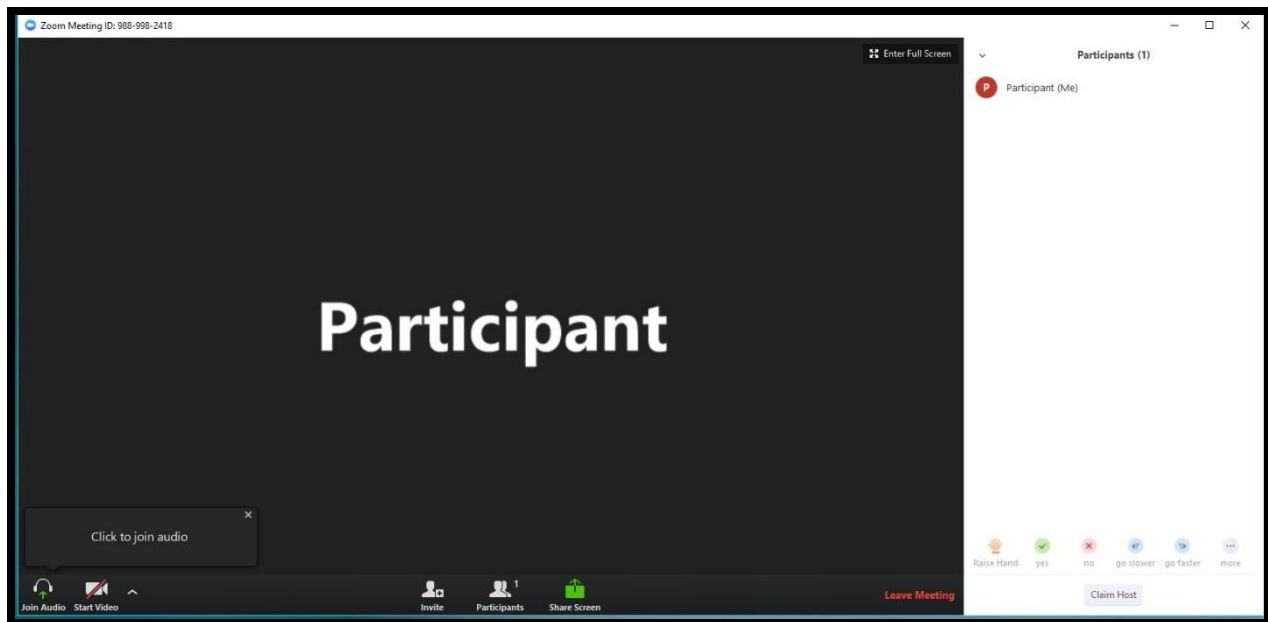 Zoom Meeting ID: 988-998-2418
Enter Full Screen
Participants (1)
P Participant (Me)
Participant
Click to join audio
Raise Hand yes no go slower go faster more
Join Audio Start Video Invite Participants 1 Share Screen Leave Meeting
Claim Host